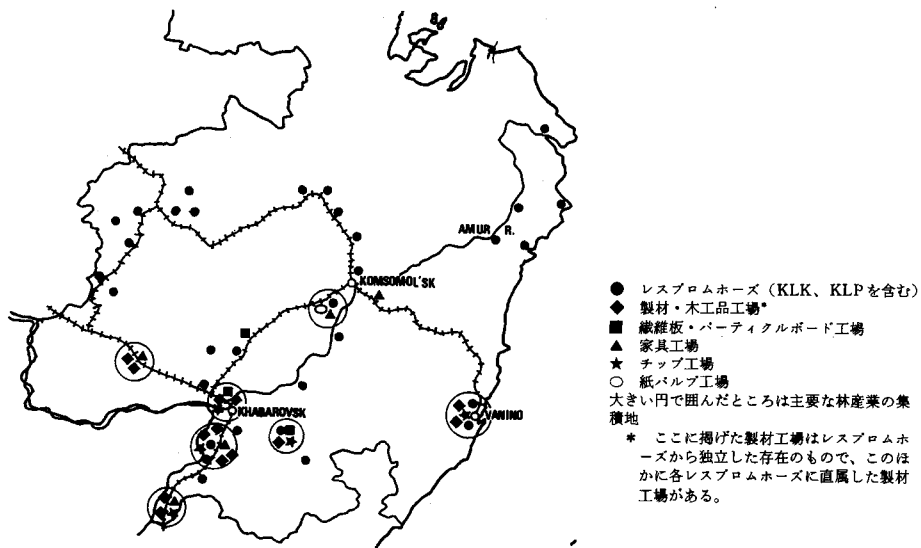 AMUR R.
KOMSOMOL'SK
KHABAROVSK
VANINO
● レスプロムホーズ（KLK、KLPを含む）
◆ 製材・木工品工場*
■ 繊維板・パーティクルボード工場
▲ 家具工場
★ チップ工場
○ 紙パルプ工場
大きい円で囲んだところは主要な林産業の集
積地
* ここに掲げた製材工場はレスプロムホ
ーズから独立した存在のもので、このほ
かに各レスプロムホーズに直属した製材
工場がある。